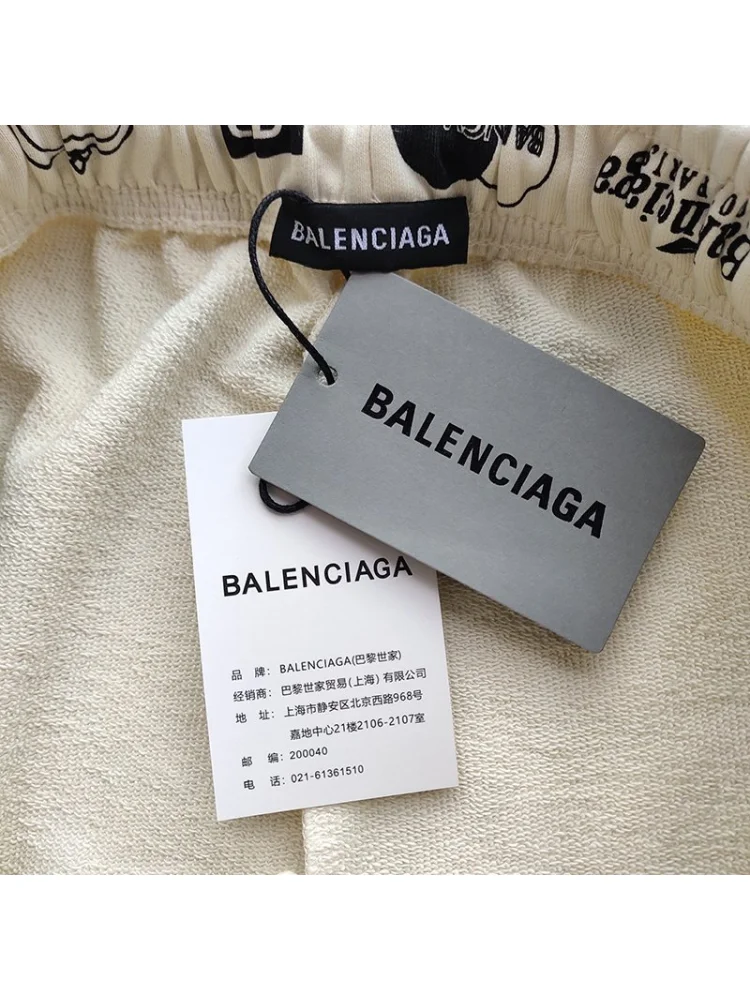 BALENCIAGA
BALENCIAGA
BALENCIAGA
品 牌： BALENCIAGA(巴黎世家)
经销商： 巴黎世家贸易(上海) 有限公司
地 址： 上海市静安区北京西路968号
嘉地中心21楼2106-2107室
邮 编： 200040
电 话： 021-61361510
Balenciaga